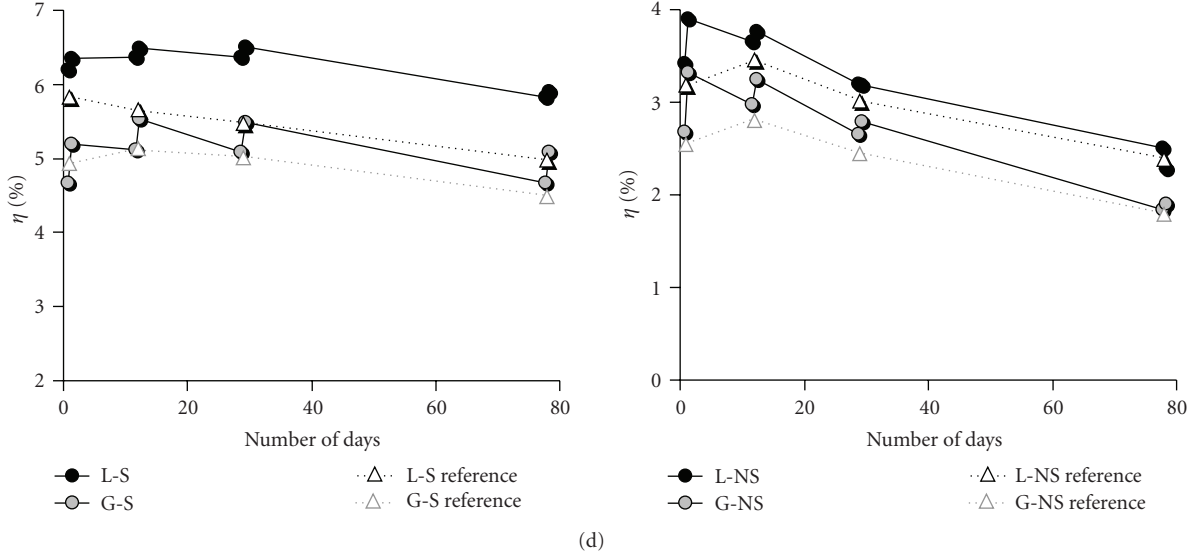 7
6
5
4
3
2
η (%)
0 20 40 60 80
Number of days
L-S
G-S
L-S reference
G-S reference
4
3
2
1
0
η (%)
0 20 40 60 80
Number of days
L-NS
G-NS
L-NS reference
G-NS reference
(d)